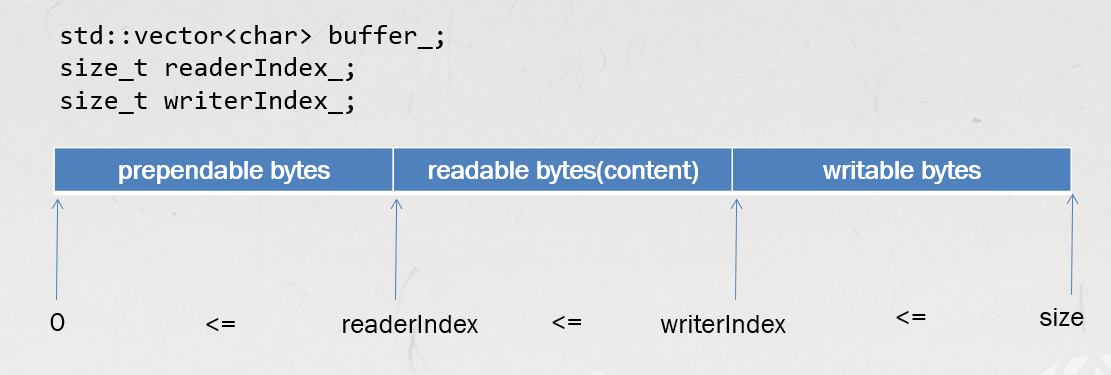 std::vector<char> buffer_;
size_t readerIndex_;
size_t writerIndex_;
prependable bytes readable bytes(content) writable bytes
0 <= readerIndex <= writerIndex <= size